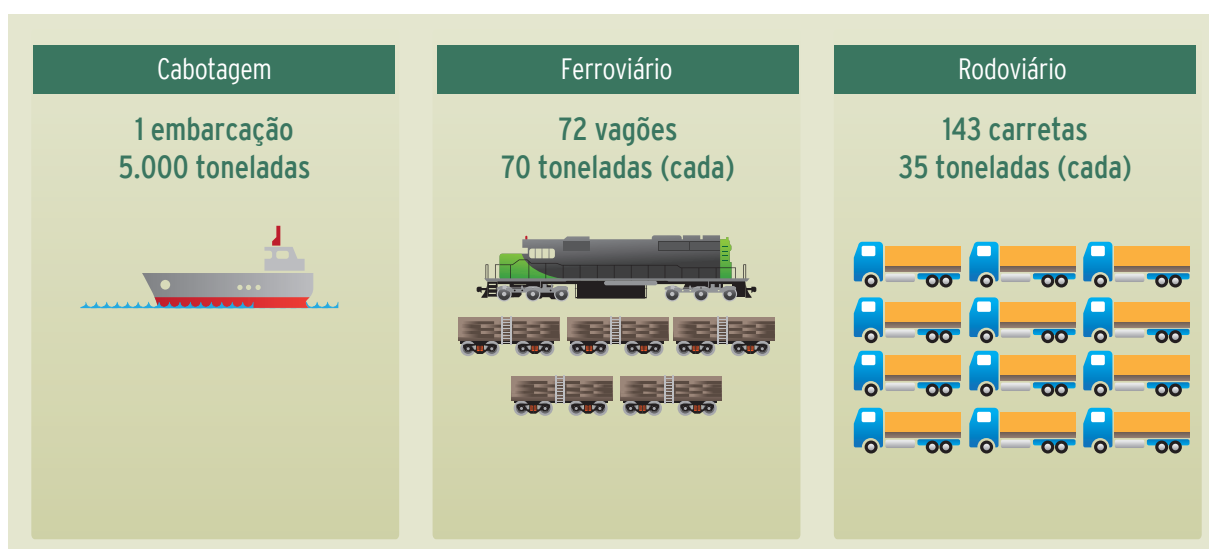 Cabotagem
1 embarcação
5.000 toneladas
Ferroviário
72 vagões
70 toneladas (cada)
Rodoviário
143 carretas
35 toneladas (cada)